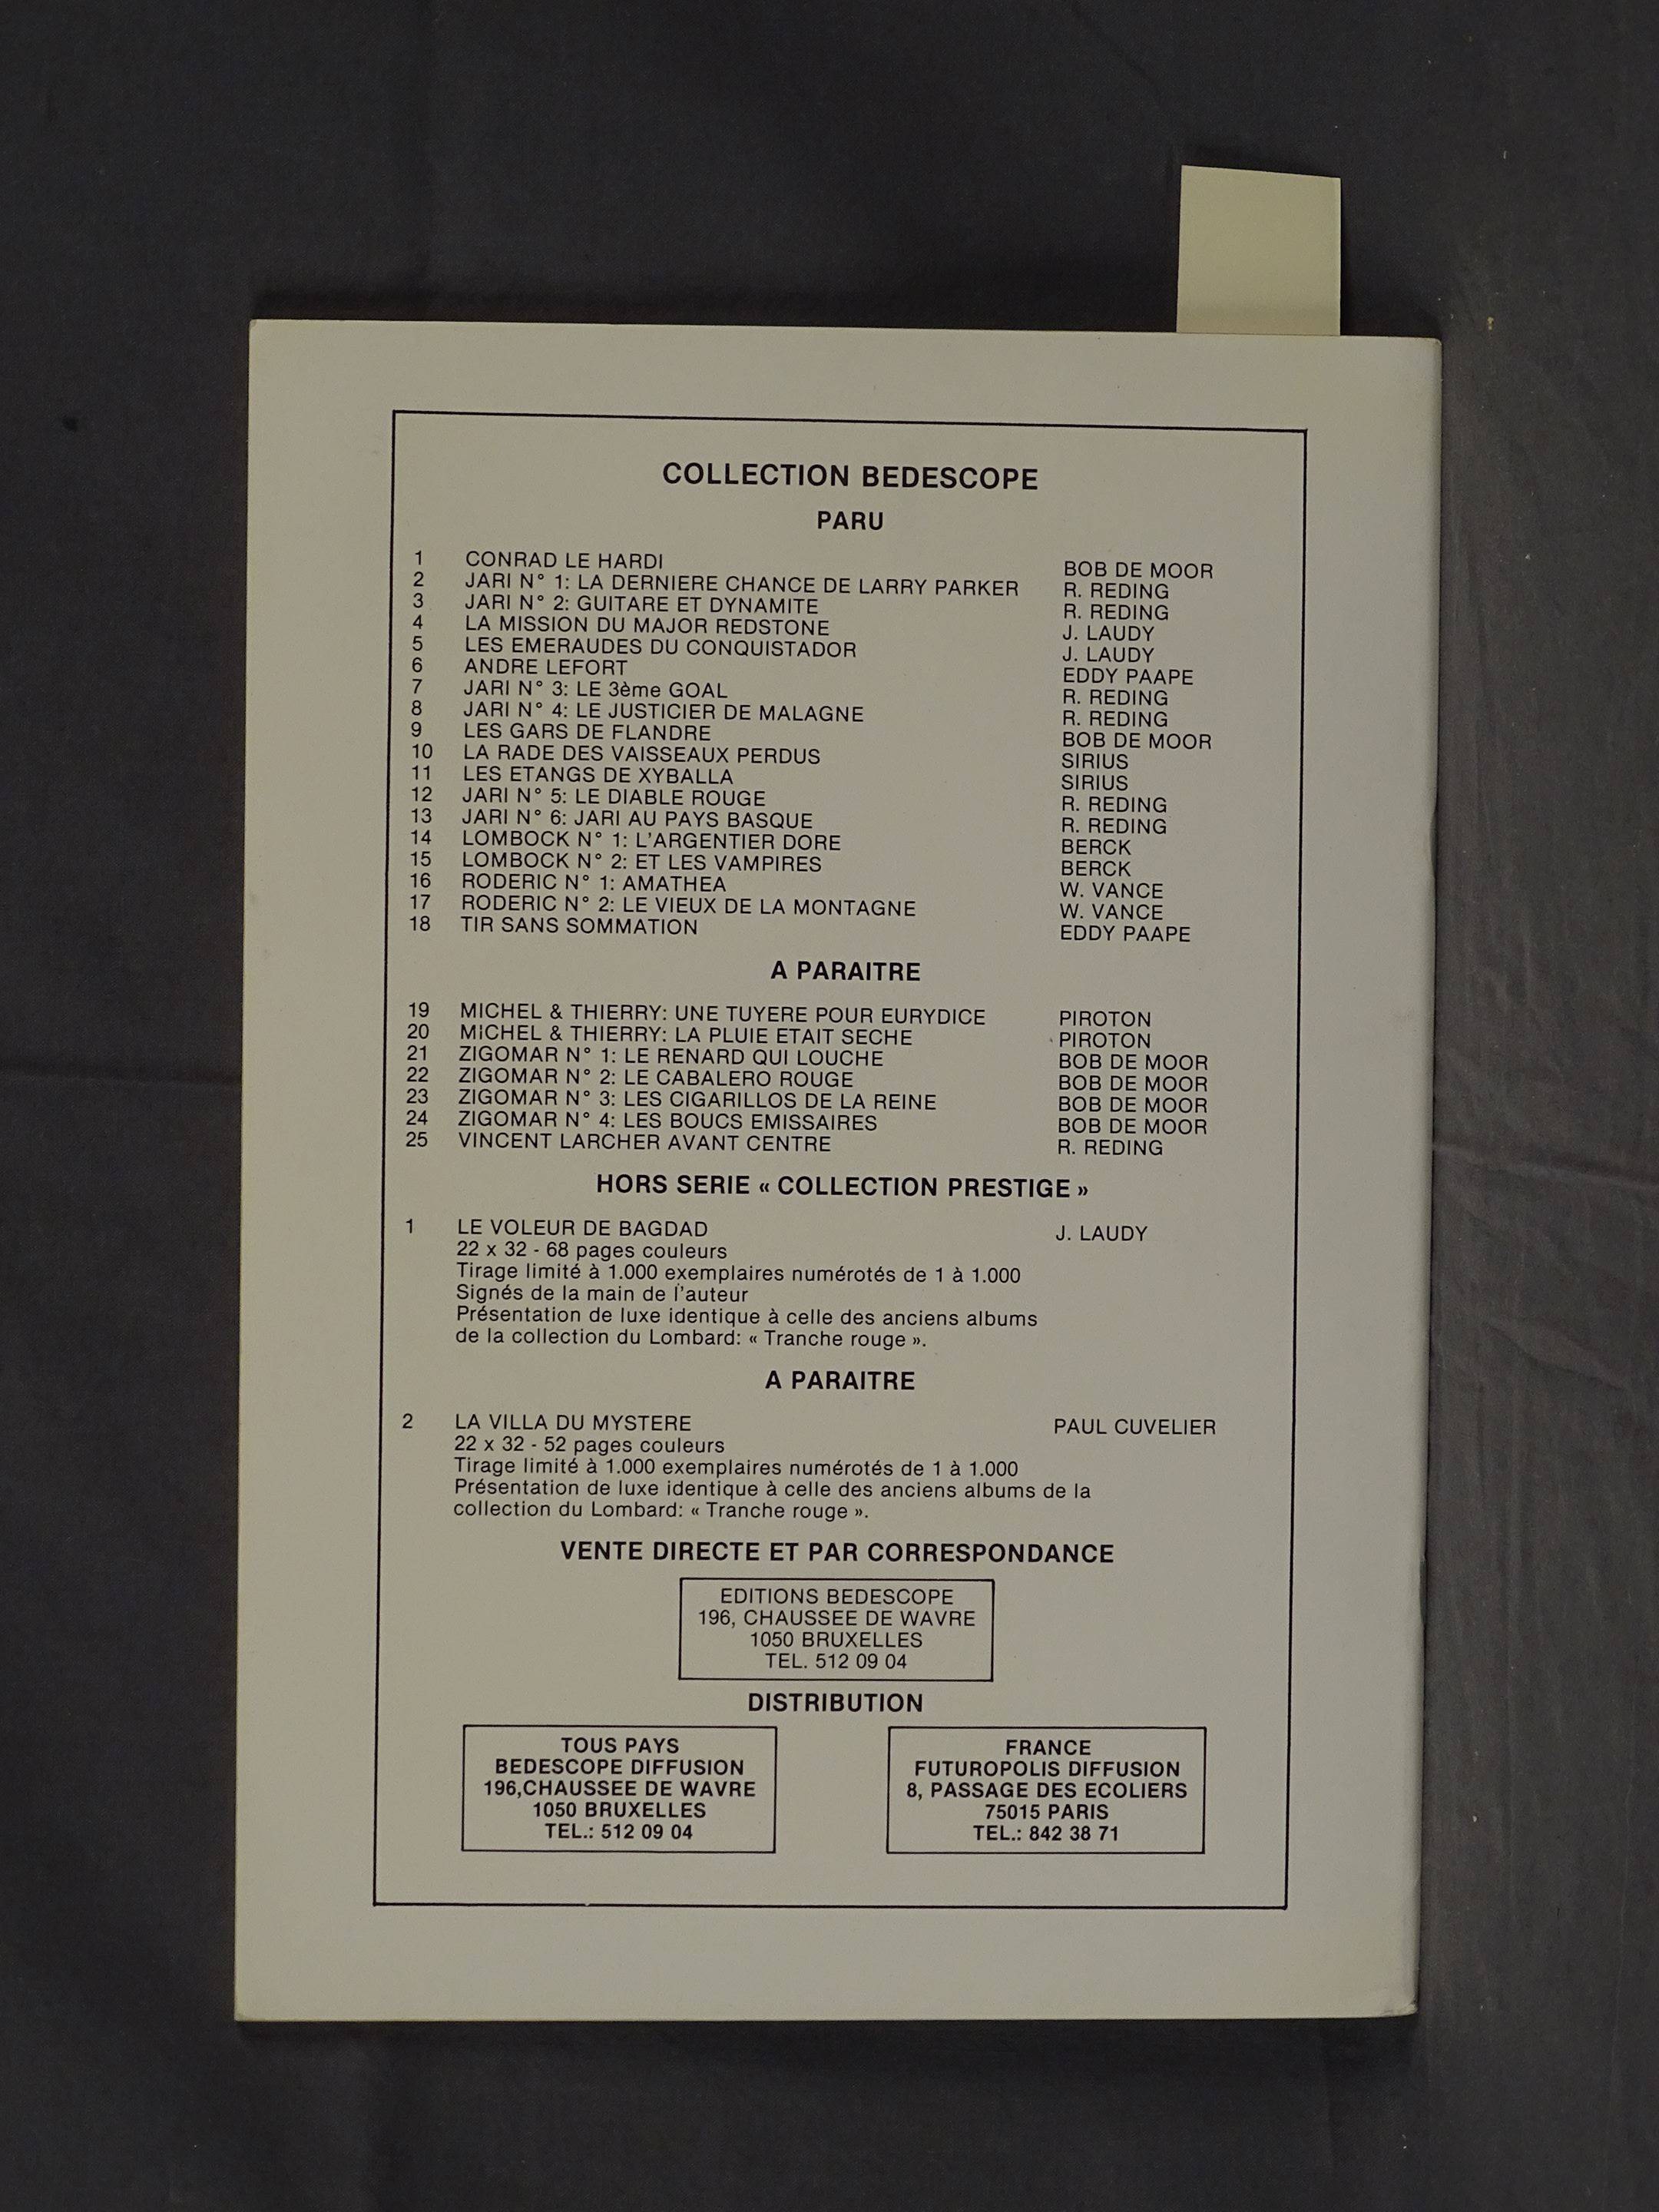 COLLECTION BEDESCOPE
PARU
1 CONRAD LE HARDI BOB DE MOOR
2 JARI N° 1: LA DERNIERE CHANCE DE LARRY PARKER R. REDING
3 JARI N° 2: GUITARE ET DYNAMITE R. REDING
4 LA MISSION DU MAJOR REDSTONE J. LAUDY
5 LES EMERAUDES DU CONQUISTADOR J. LAUDY
6 ANDRE LEFORT EDDY PAAPE
7 JARI N° 3: LE 3ème GOAL R. REDING
8 JARI N° 4: LE JUSTICIER DE MALAGNE R. REDING
9 LES GARS DE FLANDRE BOB DE MOOR
10 LA RADE DES VAISSEAUX PERDUS SIRIUS
11 LES ETANGS DE XYBALLA SIRIUS
12 JARI N° 5: LE DIABLE ROUGE R. REDING
13 JARI N° 6: JARI AU PAYS BASQUE R. REDING
14 LOMBOCK N° 1: L'ARGENTIER DORE BERCK
15 LOMBOCK N° 2: ET LES VAMPIRES BERCK
16 RODERIC N° 1: AMATHEA W. VANCE
17 RODERIC N° 2: LE VIEUX DE LA MONTAGNE W. VANCE
18 TIR SANS SOMMATION EDDY PAAPE
A PARAITRE
19 MICHEL & THIERRY: UNE TUYERE POUR EURYDICE PIROTON
20 MICHEL & THIERRY: LA PLUIE ETAIT SECHE PIROTON
21 ZIGOMAR N° 1: LE RENARD QUI LOUCHE BOB DE MOOR
22 ZIGOMAR N° 2: LE CABALERO ROUGE BOB DE MOOR
23 ZIGOMAR N° 3: LES CIGARILLOS DE LA REINE BOB DE MOOR
24 ZIGOMAR N° 4: LES BOUCS EMISSAIRES BOB DE MOOR
25 VINCENT LARCHER AVANT CENTRE R. REDING
HORS SERIE « COLLECTION PRESTIGE »
1 LE VOLEUR DE BAGDAD J. LAUDY
22 x 32 - 68 pages couleurs
Tirage limité à 1.000 exemplaires numérotés de 1 à 1.000
Signés de la main de l'auteur
Présentation de luxe identique à celle des anciens albums
de la collection du Lombard: « Tranche rouge ».
A PARAITRE
2 LA VILLA DU MYSTERE PAUL CUVELIER
22 x 32 - 52 pages couleurs
Tirage limité à 1.000 exemplaires numérotés de 1 à 1.000
Présentation de luxe identique à celle des anciens albums de la
collection du Lombard: « Tranche rouge ».
VENTE DIRECTE ET PAR CORRESPONDANCE
EDITIONS BEDESCOPE
196, CHAUSSEE DE WAVRE
1050 BRUXELLES
TEL. 512 09 04
DISTRIBUTION
TOUS PAYS
BEDESCOPE DIFFUSION
196,CHAUSSEE DE WAVRE
1050 BRUXELLES
TEL.: 512 09 04
FRANCE
FUTUROPOLIS DIFFUSION
8, PASSAGE DES ECOLIERS
75015 PARIS
TEL.: 842 38 71